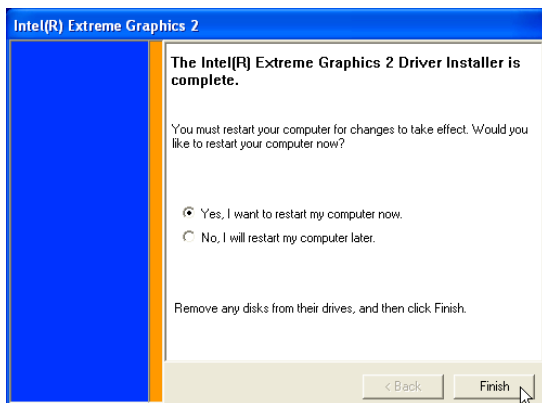 Intel(R) Extreme Graphics 2
The Intel(R) Extreme Graphics 2 Driver Installer is
complete.
You must restart your computer for changes to take effect. Would you
like to restart your computer now?
Yes, I want to restart my computer now.
No, I will restart my computer later.
Remove any disks from their drives, and then click Finish.
< Back
Finish